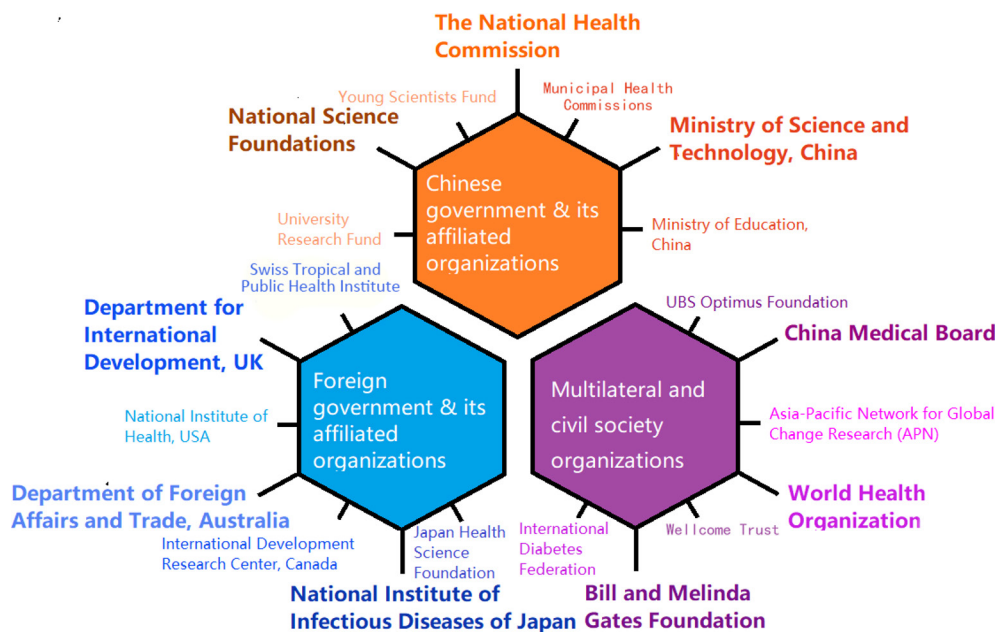 The National Health
Commission
Young Scientists Fund
Municipal Health
Commissions
National Science
Foundations
Ministry of Science and
Technology, China
Chinese
government & its
affiliated
organizations
University
Research Fund
Ministry of Education,
China
Swiss Tropical and
Public Health Institute
Department for
International
Development, UK
National Institute of
Health, USA
Foreign
government & its
affiliated
organizations
Department of Foreign
Affairs and Trade, Australia
International Development
Research Center, Canada
Japan Health
Science
Foundation
National Institute of
Infectious Diseases of Japan
UBS Optimus Foundation
China Medical Board
Multilateral and
civil society
organizations
Asia-Pacific Network for Global
Change Research (APN)
World Health
Organization
Wellcome Trust
International
Diabetes
Federation
Bill and Melinda
Gates Foundation